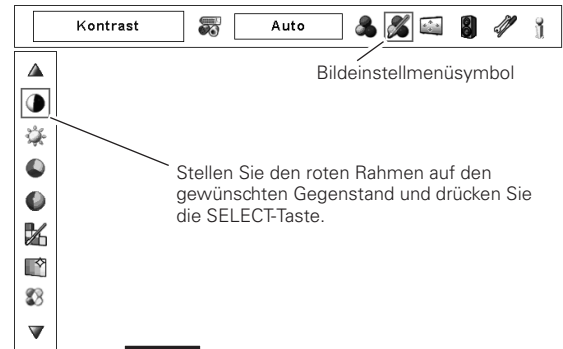 Kontrast Auto
Bildeinstellmenüsymbol
Stellen Sie den roten Rahmen auf den
gewünschten Gegenstand und drücken Sie
die SELECT-Taste.